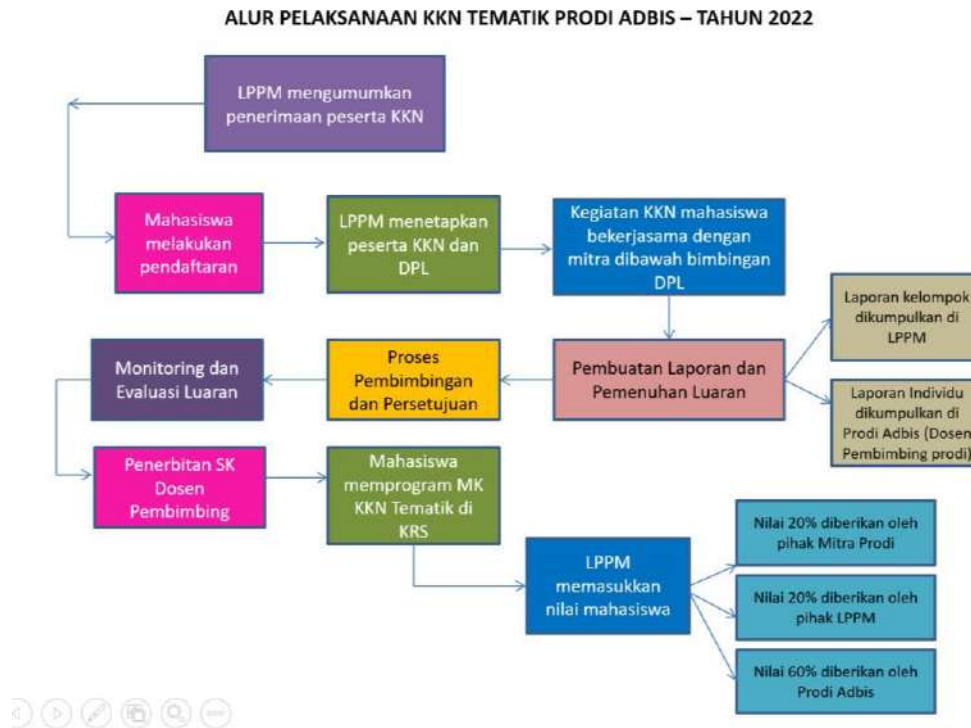 ALUR PELAKSANAAN KKN TEMATIK PRODI ADBIS – TAHUN 2022
LPPM mengumumkan
penerimaan peserta KKN
Mahasiswa
melakukan
pendaftaran
LPPM menetapkan
peserta KKN dan
DPL
Kegiatan KKN mahasiswa
bekerjasama dengan
mitra dibawah bimbingan
DPL
Laporan kelompok
dikumpulkan di
LPPM
Laporan Individu
dikumpulkan di
Prodi Adbis (Dosen
Pembimbing prodi)
Pembuatan Laporan dan
Pemenuhan Luaran
Proses
Pembimbingan
dan Persetujuan
Monitoring dan
Evaluasi Luaran
Penerbitan SK
Dosen
Pembimbing
Mahasiswa
memprogram MK
KKN Tematik di
KRS
LPPM
memasukkan
nilai mahasiswa
Nilai 20% diberikan oleh
pihak Mitra Prodi
Nilai 20% diberikan oleh
pihak LPPM
Nilai 60% diberikan oleh
Prodi Adbis